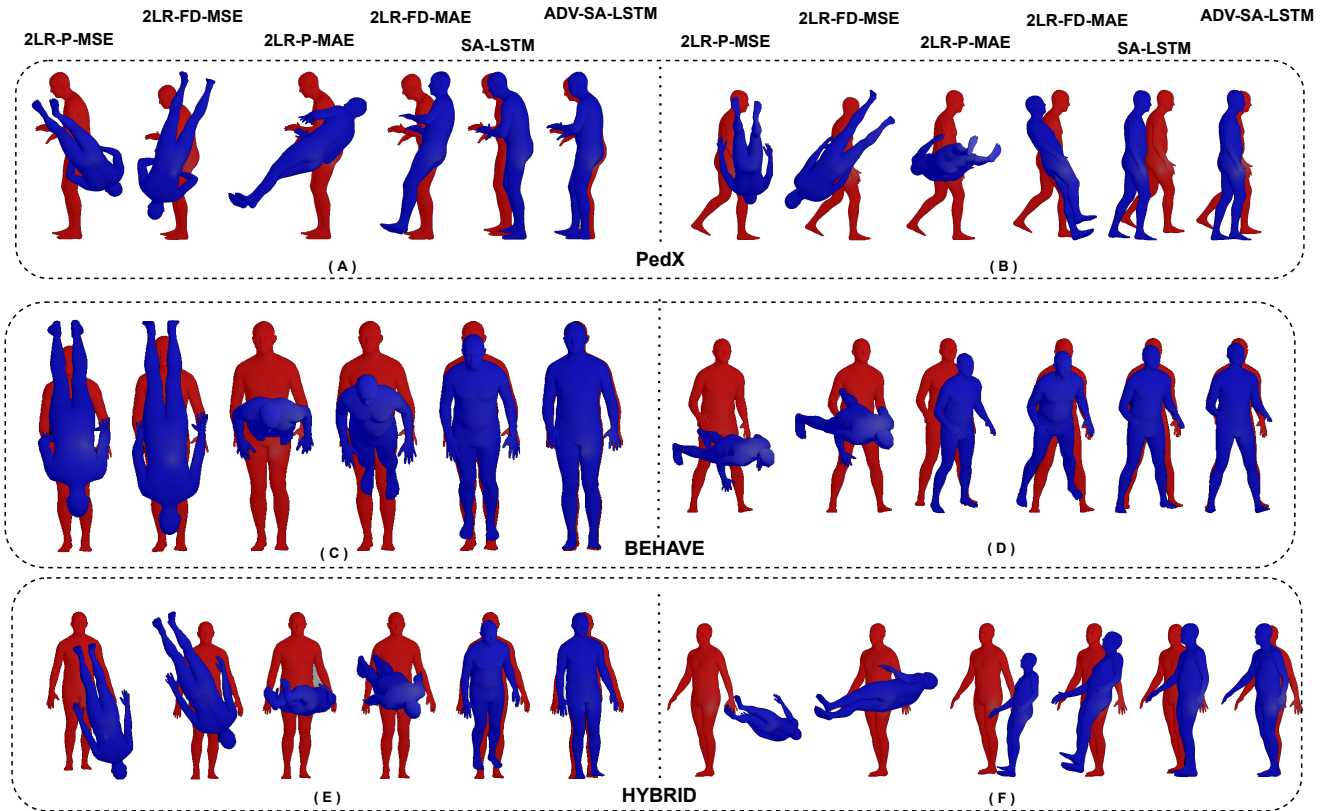 2LR-P-MSE
2LR-FD-MSE
2LR-P-MAE
2LR-FD-MAE
SA-LSTM
ADV-SA-LSTM
2LR-P-MSE
2LR-FD-MSE
2LR-P-MAE
2LR-FD-MAE
SA-LSTM
ADV-SA-LSTM
( A )
PedX
( B )
( C )
BEHAVE
( D )
( E )
HYBRID
( F )